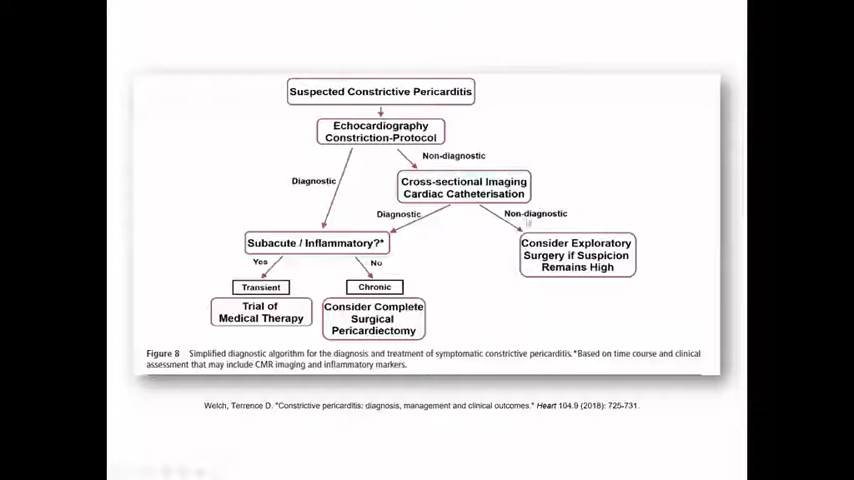 Suspected Constrictive Pericarditis
Echocardiography
Constriction-Protocol
Non-diagnostic
Diagnostic
Cross-sectional Imaging
Cardiac Catheterisation
Diagnostic
Non-diagnostic
Subacute / Inflammatory?*
Consider Exploratory
Surgery if Suspicion
Remains High
Yes
No
Transient
Chronic
Trial of
Medical Therapy
Consider Complete
Surgical
Pericardiectomy
Figure 8 Simplified diagnostic algorithm for the diagnosis and treatment of symptomatic constrictive pericarditis. *Based on time course and clinical
assessment that may include CMR imaging and inflammatory markers.
Welch, Terrence D. "Constrictive pericarditis: diagnosis, management and clinical outcomes." Heart 104.9 (2018): 725-731.